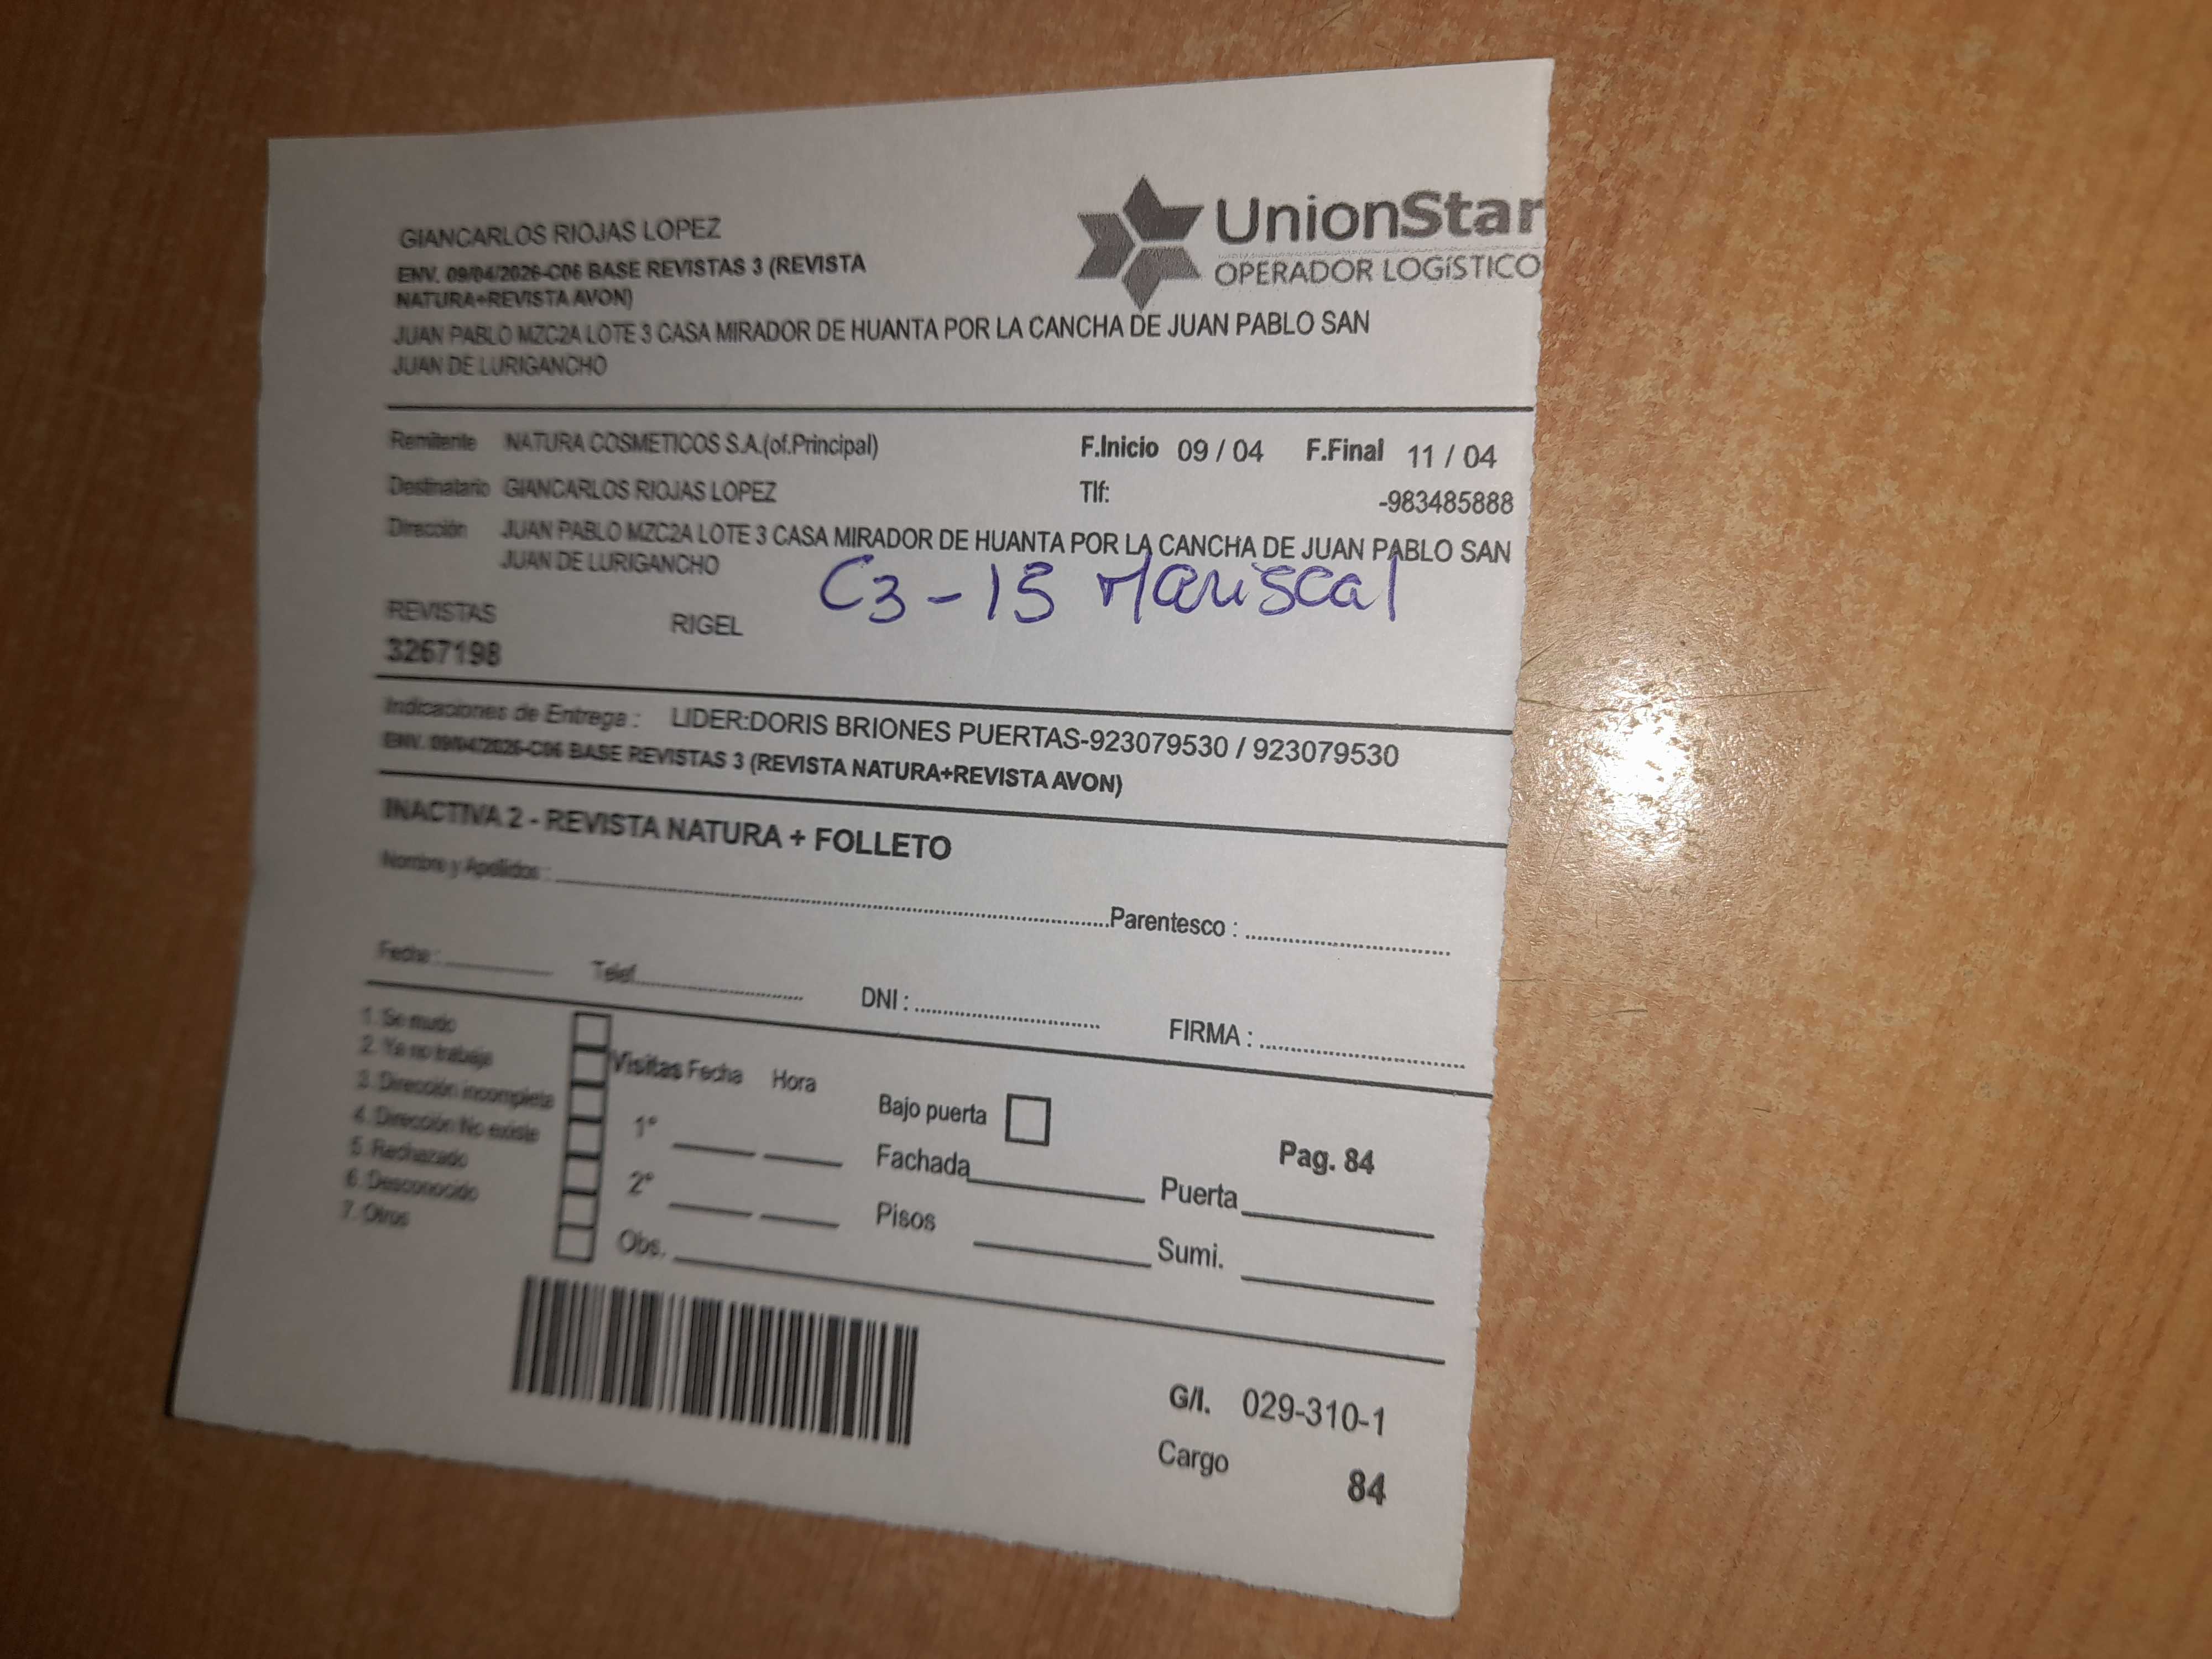 GIANCARLOS RIOJAS LOPEZ
UnionStar
OPERADOR LOGÍSTICO
ENV. 09/04/2026-C06 BASE REVISTAS 3 (REVISTA
NATURA+REVISTA AVON)
JUAN PABLO MZC2A LOTE 3 CASA MIRADOR DE HUANTA POR LA CANCHA DE JUAN PABLO SAN
JUAN DE LURIGANCHO
Remitente NATURA COSMETICOS S.A.(of.Principal) F.Inicio 09 / 04 F.Final 11 / 04
Destinatario GIANCARLOS RIOJAS LOPEZ Tlf: -983485888
Dirección JUAN PABLO MZC2A LOTE 3 CASA MIRADOR DE HUANTA POR LA CANCHA DE JUAN PABLO SAN
JUAN DE LURIGANCHO
C3-15 Mariscal
REVISTAS RIGEL
3267198
Indicaciones de Entrega : LIDER:DORIS BRIONES PUERTAS-923079530 / 923079530
ENV. 09/04/2026-C06 BASE REVISTAS 3 (REVISTA NATURA+REVISTA AVON)
INACTIVA 2 - REVISTA NATURA + FOLLETO
Nombre y Apellidos : Parentesco :
Fecha : Telef. DNI : FIRMA :
1. Se mudo
2. Ya no trabaja
3. Dirección incompleta
4. Dirección No existe
5. Rechazado
6. Desconocido
7. Otros
Visitas Fecha Hora
1°
2°
Obs.
Bajo puerta
Fachada
Pisos
Pag. 84
Puerta
Sumi.
G/I. 029-310-1
Cargo 84